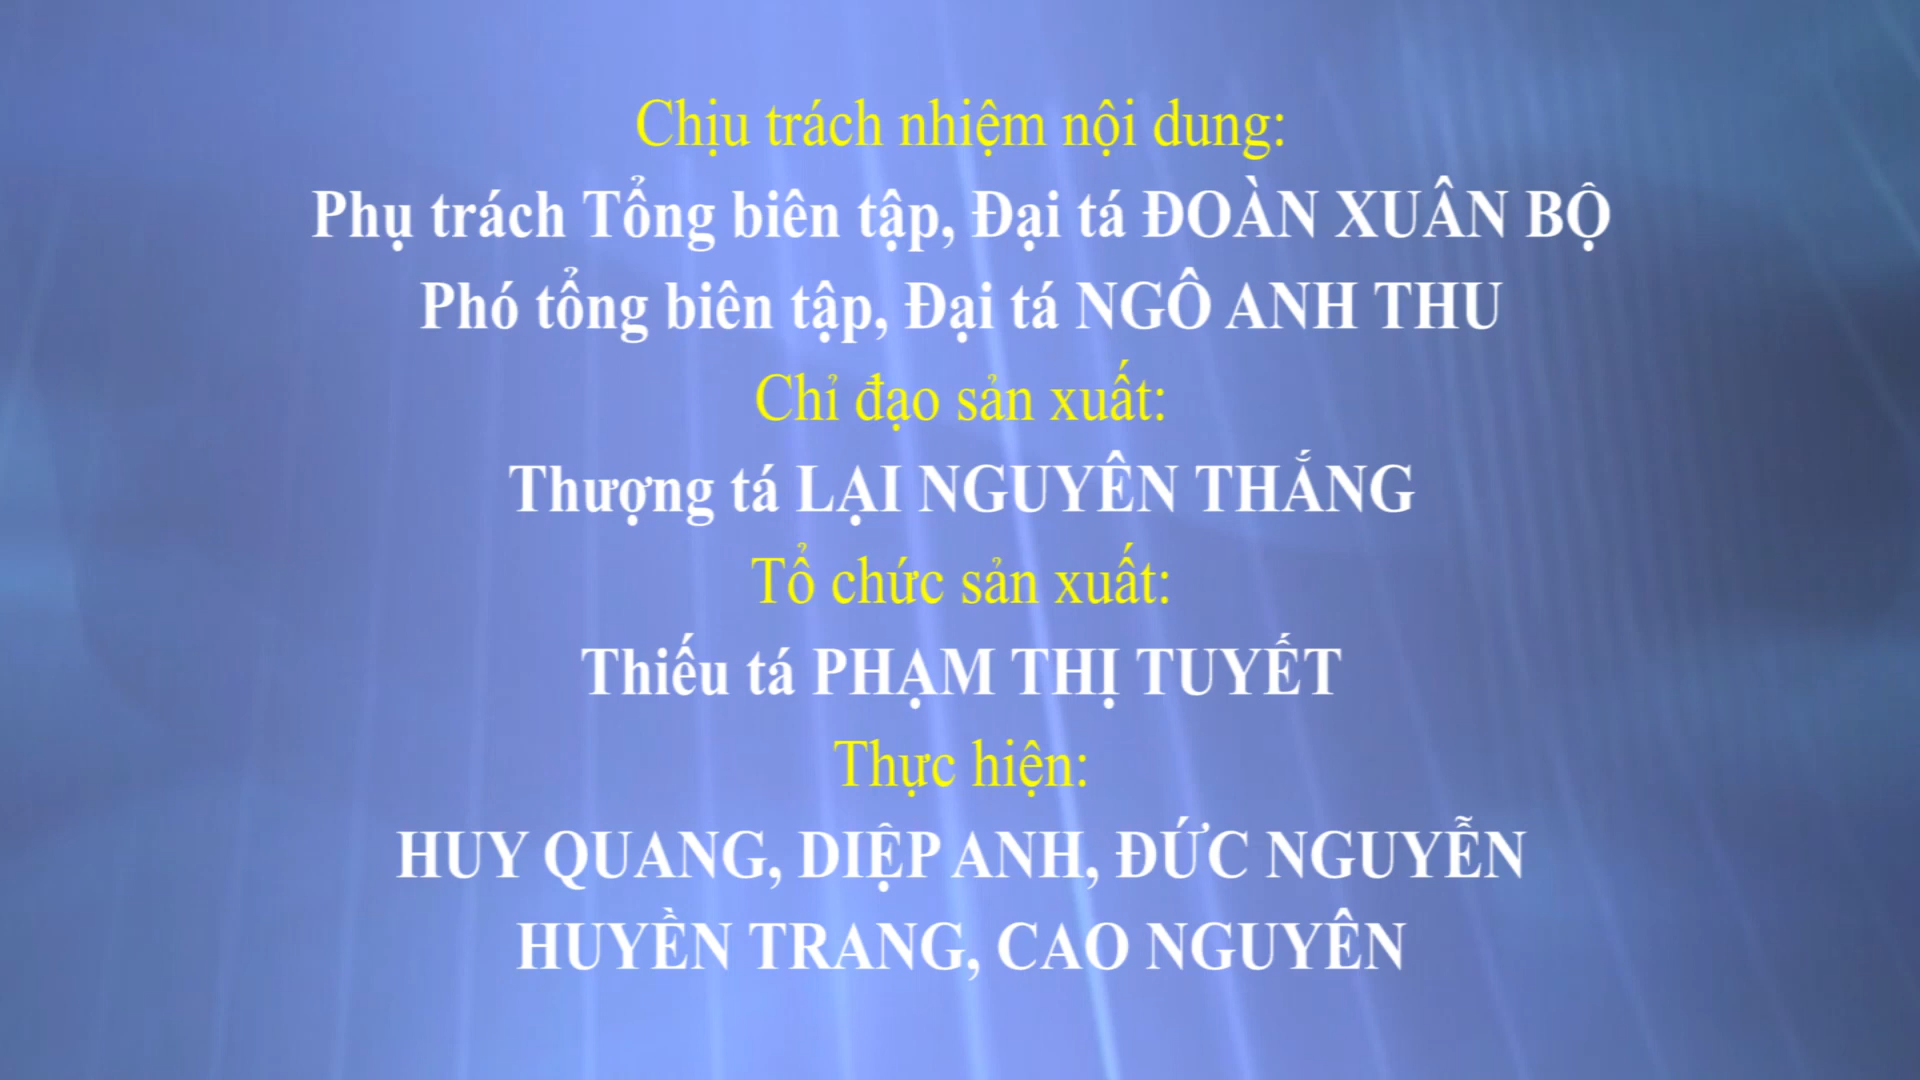 Chịu trách nhiệm nội dung:
Phụ trách Tổng biên tập, Đại tá ĐOÀN XUÂN BỘ
Phó tổng biên tập, Đại tá NGÔ ANH THU
Chỉ đạo sản xuất:
Thượng tá LẠI NGUYÊN THẮNG
Tổ chức sản xuất:
Thiếu tá PHẠM THỊ TUYẾT
Thực hiện:
HUY QUANG, DIỆP ANH, ĐỨC NGUYỄN
HUYỀN TRANG, CAO NGUYÊN